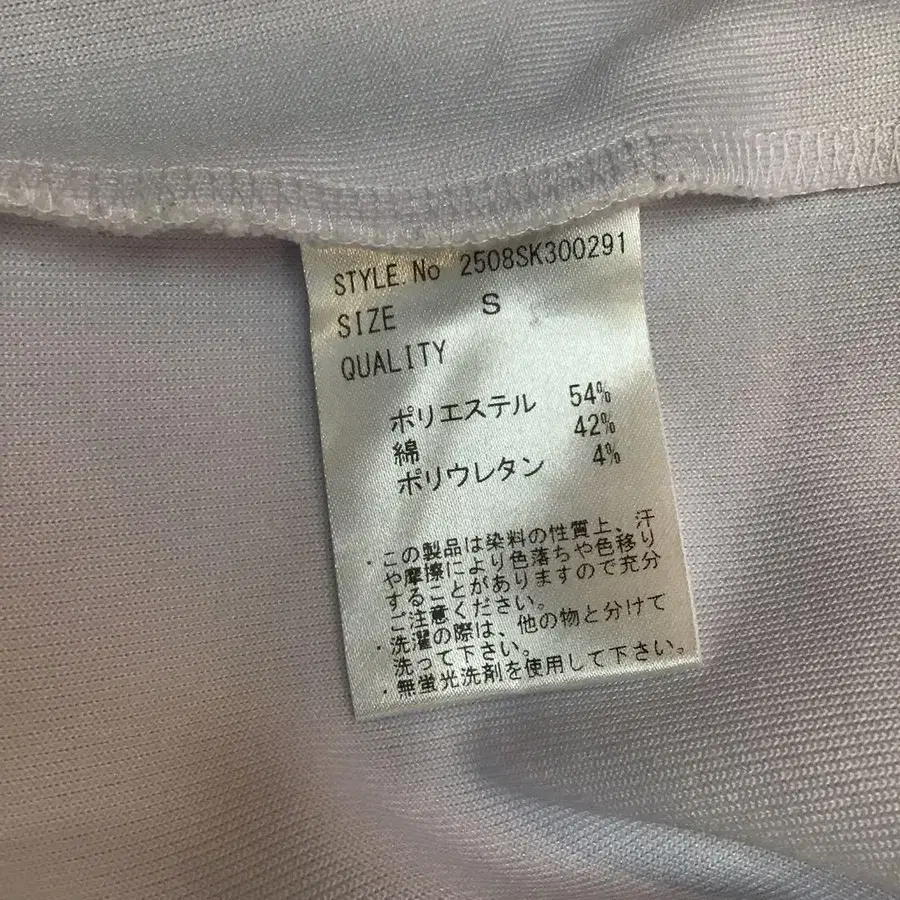 STYLE.No 2508SK300291
SIZE S
QUALITY
ポリエステル 54%
綿 42%
ポリウレタン 4%
・この製品は染料の性質上、汗
や摩擦により色落ちや色移り
することがありますので充分
ご注意ください。
・洗濯の際は、他の物と分けて
洗って下さい。
・無蛍光洗剤を使用して下さい。